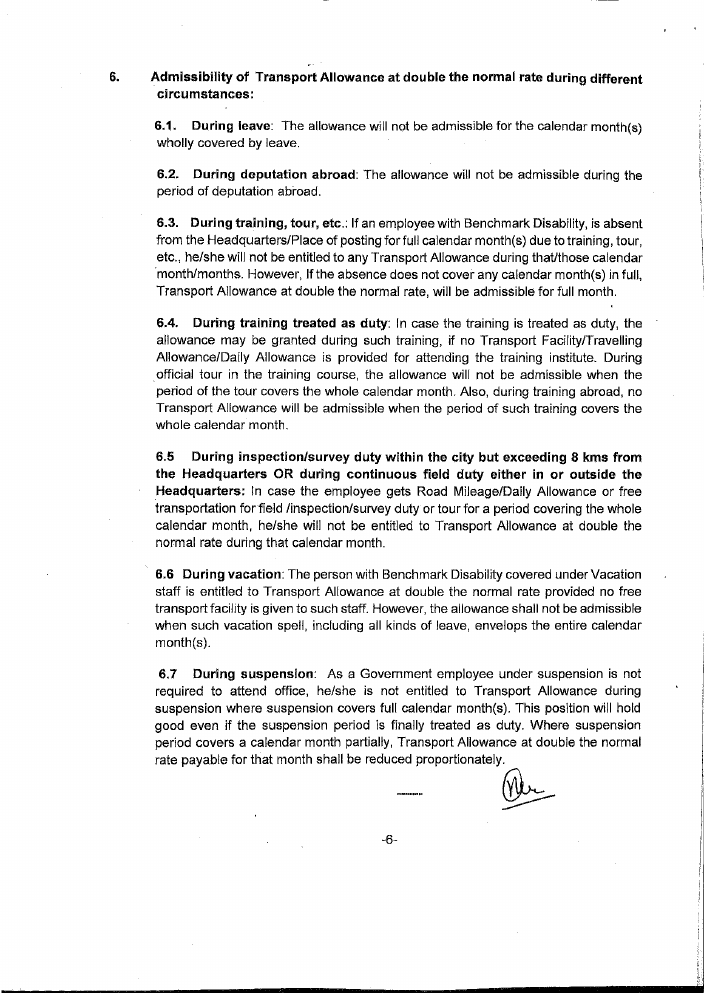 6. Admissibility of Transport Allowance at double the normal rate during different
circumstances:
6.1. During leave: The allowance will not be admissible for the calendar month(s)
wholly covered by leave.
6.2. During deputation abroad: The allowance will not be admissible during the
period of deputation abroad.
6.3. During training, tour, etc.: If an employee with Benchmark Disability, is absent
from the Headquarters/Place of posting for full calendar month(s) due to training, tour,
etc., he/she will not be entitled to any Transport Allowance during that/those calendar
month/months. However, If the absence does not cover any calendar month(s) in full,
Transport Allowance at double the normal rate, will be admissible for full month.
6.4. During training treated as duty: In case the training is treated as duty, the
allowance may be granted during such training, if no Transport Facility/Travelling
Allowance/Daily Allowance is provided for attending the training institute. During
official tour in the training course, the allowance will not be admissible when the
period of the tour covers the whole calendar month. Also, during training abroad, no
Transport Allowance will be admissible when the period of such training covers the
whole calendar month.
6.5 During inspection/survey duty within the city but exceeding 8 kms from
the Headquarters OR during continuous field duty either in or outside the
Headquarters: In case the employee gets Road Mileage/Daily Allowance or free
transportation for field /inspection/survey duty or tour for a period covering the whole
calendar month, he/she will not be entitled to Transport Allowance at double the
normal rate during that calendar month.
6.6 During vacation: The person with Benchmark Disability covered under Vacation
staff is entitled to Transport Allowance at double the normal rate provided no free
transport facility is given to such staff. However, the allowance shall not be admissible
when such vacation spell, including all kinds of leave, envelops the entire calendar
month(s).
6.7 During suspension: As a Government employee under suspension is not
required to attend office, he/she is not entitled to Transport Allowance during
suspension where suspension covers full calendar month(s). This position will hold
good even if the suspension period is finally treated as duty. Where suspension
period covers a calendar month partially, Transport Allowance at double the normal
rate payable for that month shall be reduced proportionately.
-6-